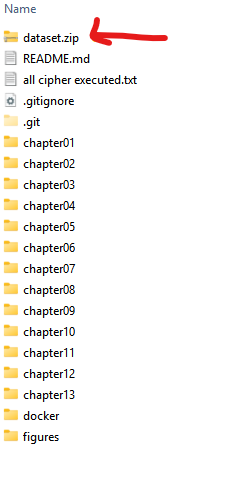 Name
dataset.zip
README.md
all cipher executed.txt
.gitignore
.git
chapter01
chapter02
chapter03
chapter04
chapter05
chapter06
chapter07
chapter08
chapter09
chapter10
chapter11
chapter12
chapter13
docker
figures